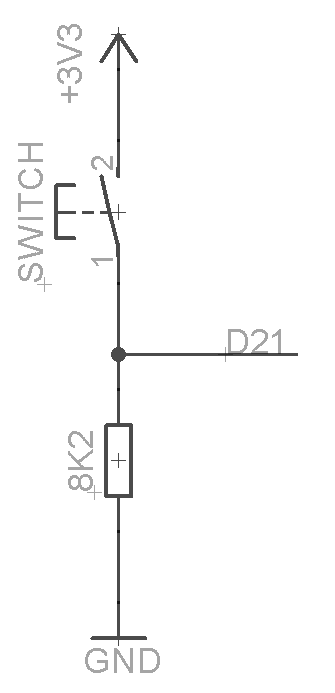 +3V3
2
SWITCH
1
D21
8K2
GND